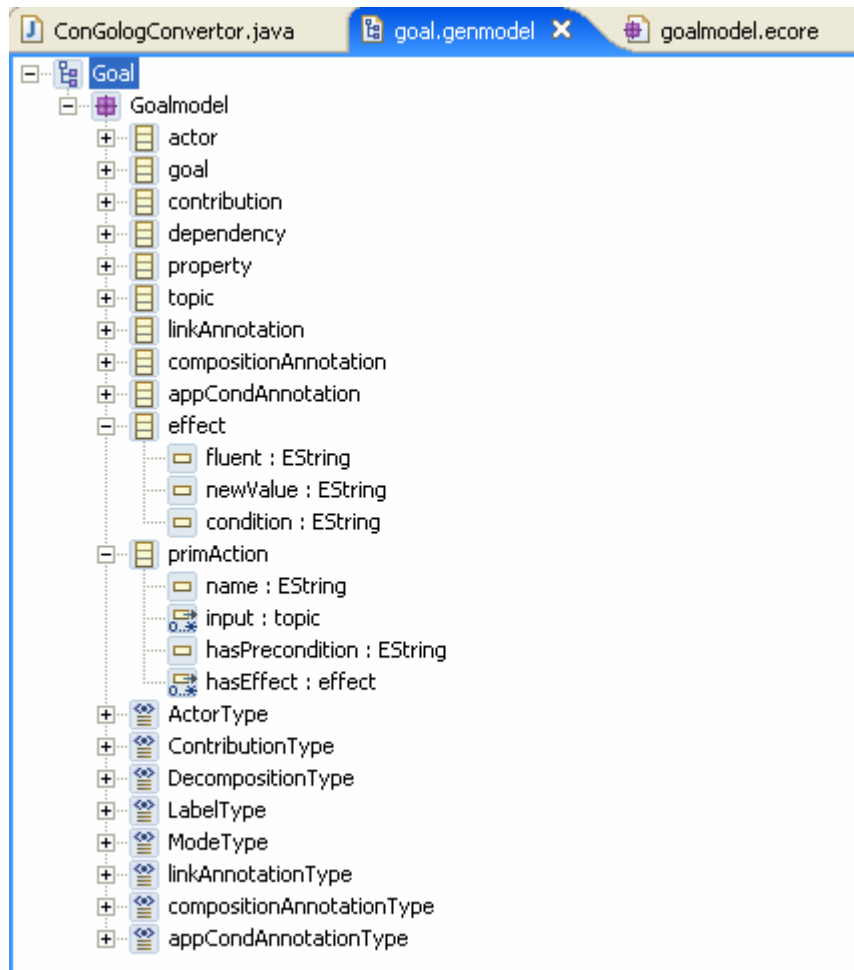 ConGologConvertor.java goal.genmodel goalmodel.ecore
Goal
Goalmodel
actor
goal
contribution
dependency
property
topic
linkAnnotation
compositionAnnotation
appCondAnnotation
effect
fluent : EString
newValue : EString
condition : EString
primAction
name : EString
0..* input : topic
hasPrecondition : EString
0..* hasEffect : effect
ActorType
ContributionType
DecompositionType
LabelType
ModeType
linkAnnotationType
compositionAnnotationType
appCondAnnotationType